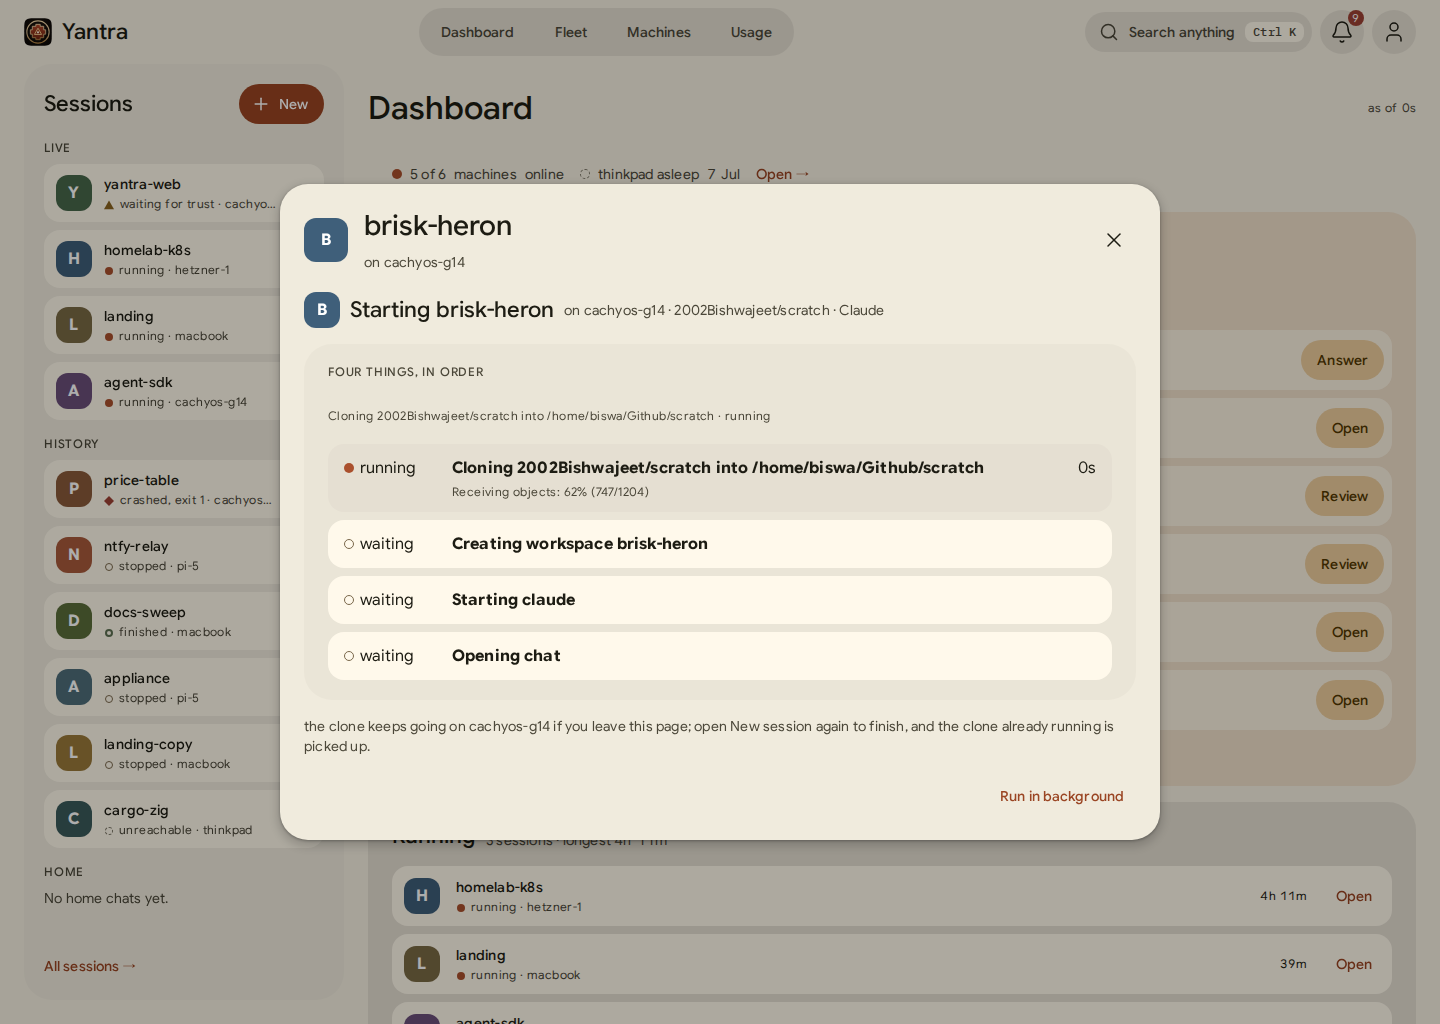 Yantra
Dashboard Fleet Machines Usage
Search anything Ctrl K
9
Sessions
New
LIVE
Y yantra-web
waiting for trust · cachyo...
H homelab-k8s
running · hetzner-1
L landing
running · macbook
A agent-sdk
running · cachyos-g14
HISTORY
P price-table
crashed, exit 1 · cachyos...
N ntfy-relay
stopped · pi-5
D docs-sweep
finished · macbook
A appliance
stopped · pi-5
L landing-copy
stopped · macbook
C cargo-zig
unreachable · thinkpad
HOME
No home chats yet.
All sessions →
Dashboard
as of 0s
5 of 6 machines online thinkpad asleep 7 Jul Open →
Answer
Open
Review
Review
Open
Open
B brisk-heron
on cachyos-g14
B Starting brisk-heron on cachyos-g14 · 2002Bishwajeet/scratch · Claude
FOUR THINGS, IN ORDER
Cloning 2002Bishwajeet/scratch into /home/biswa/Github/scratch · running
running Cloning 2002Bishwajeet/scratch into /home/biswa/Github/scratch 0s
Receiving objects: 62% (747/1204)
waiting Creating workspace brisk-heron
waiting Starting claude
waiting Opening chat
the clone keeps going on cachyos-g14 if you leave this page; open New session again to finish, and the clone already running is
picked up.
Run in background
Running 3 sessions · longest 4h 11m
H homelab-k8s
running · hetzner-1
4h 11m Open
L landing
running · macbook
39m Open
agent-sdk